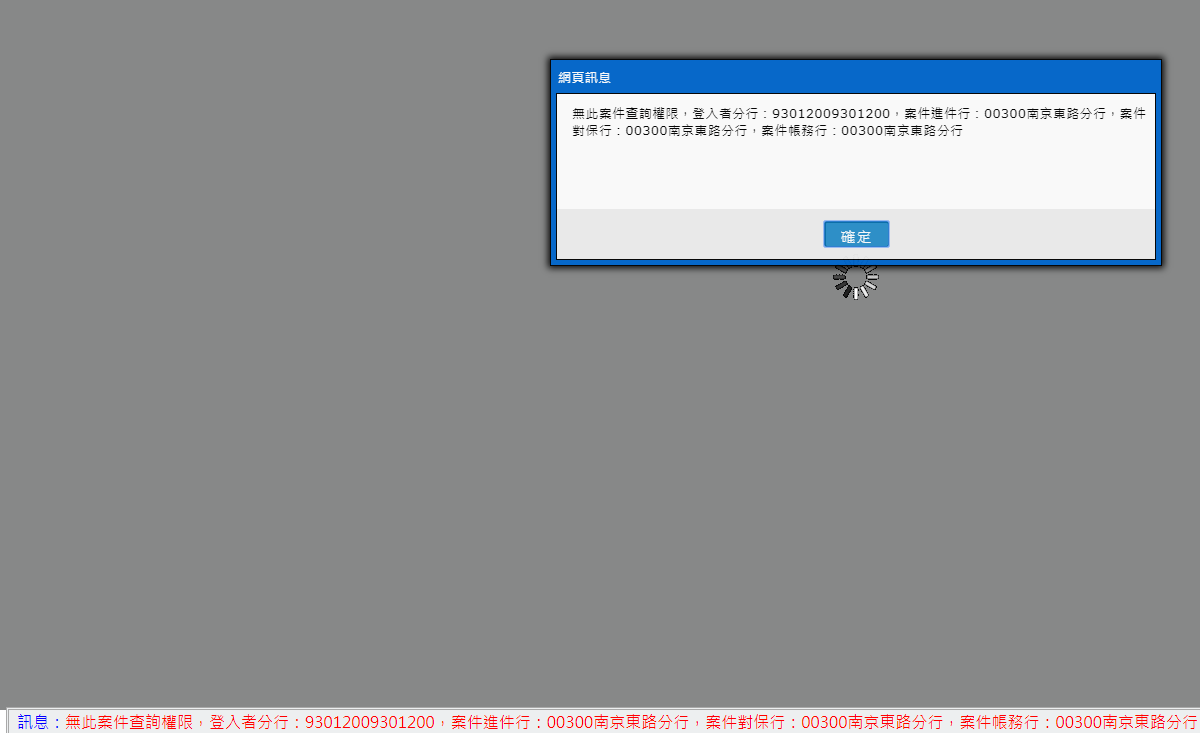 網頁訊息
無此案件查詢權限，登入者分行：93012009301200，案件進件行：00300南京東路分行，案件
對保行：00300南京東路分行，案件帳務行：00300南京東路分行
確定
訊息：無此案件查詢權限，登入者分行：93012009301200，案件進件行：00300南京東路分行，案件對保行：00300南京東路分行，案件帳務行：00300南京東路分行